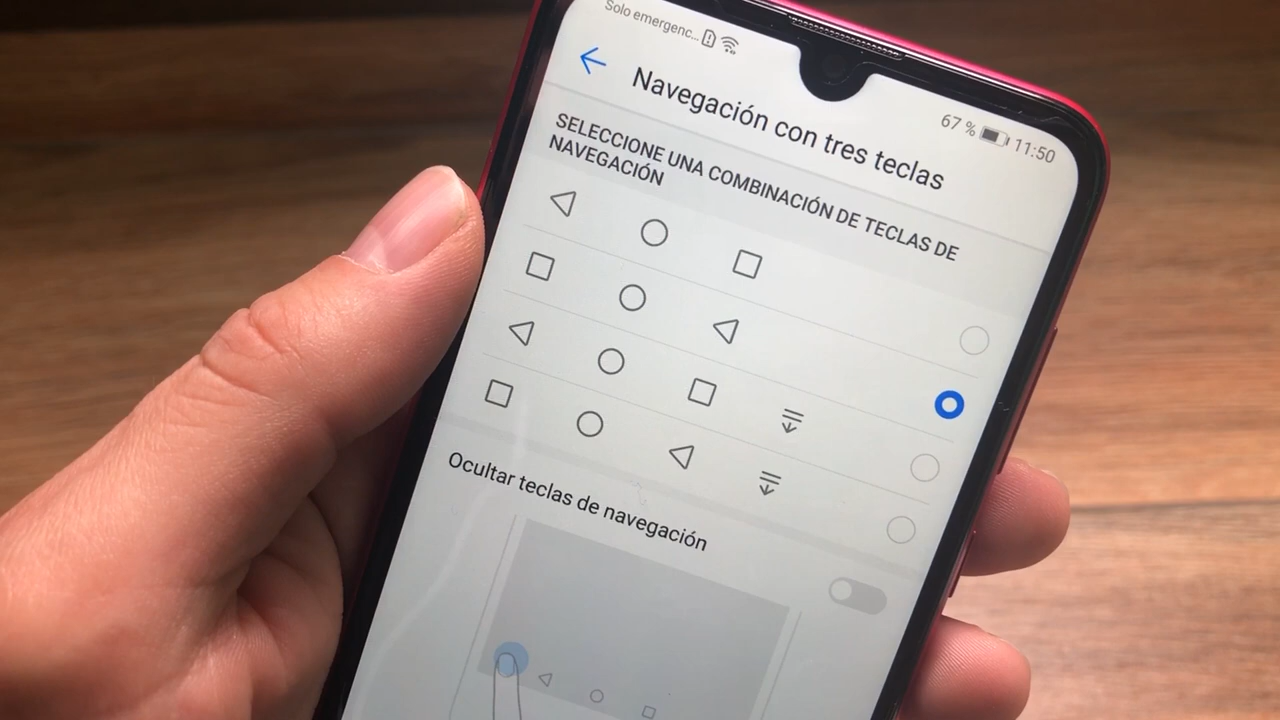 Solo emergenc...
67 % 11:50
Navegación con tres teclas
SELECCIONE UNA COMBINACIÓN DE TECLAS DE
NAVEGACIÓN
Ocultar teclas de navegación